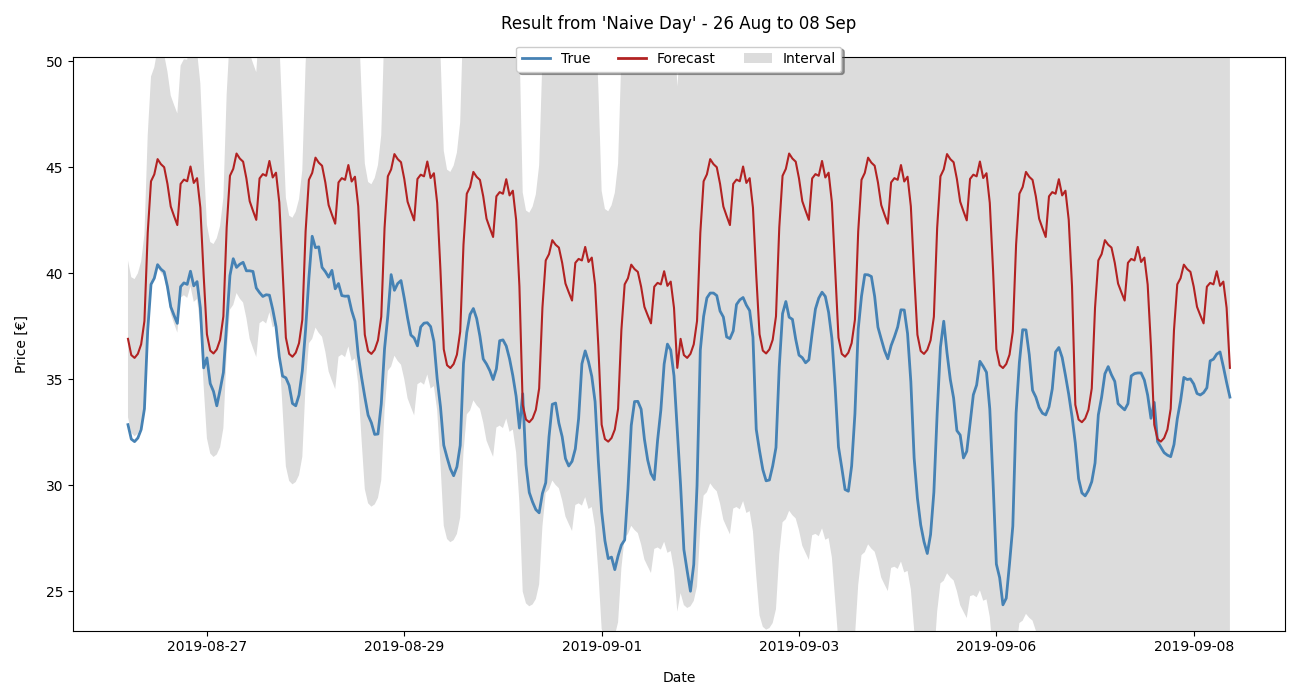 Result from 'Naive Day' - 26 Aug to 08 Sep
True Forecast Interval
50
45
40
35
30
25
Price [€]
2019-08-27 2019-08-29 2019-09-01 2019-09-03 2019-09-06 2019-09-08
Date